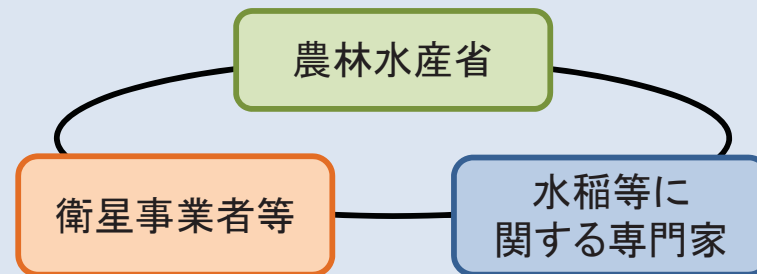 農林水産省
衛星事業者等
水稲等に
関する専門家